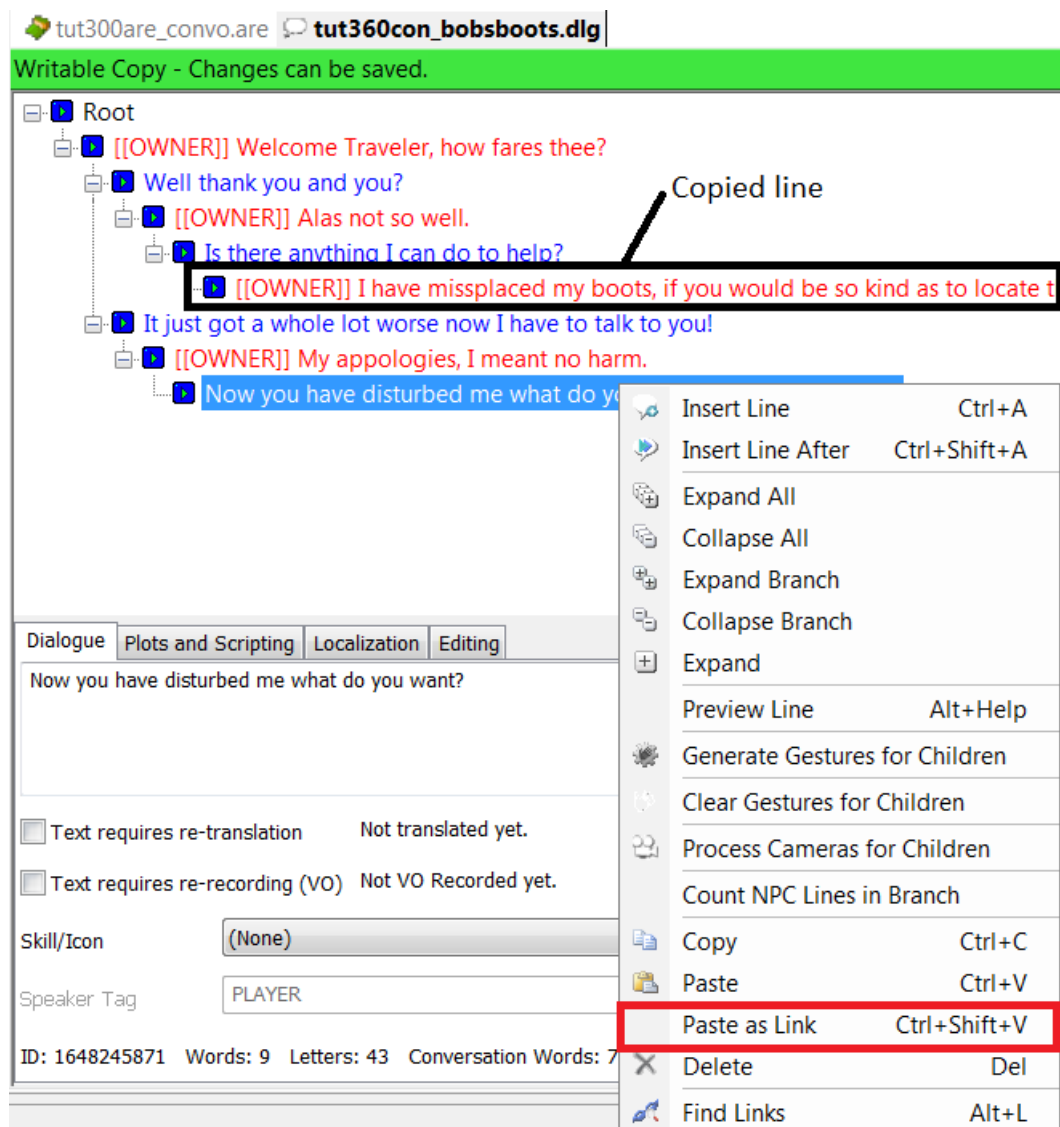 tut300are_convo.are tut360con_bobsboots.dlg
Writable Copy - Changes can be saved.
Root
[[OWNER]] Welcome Traveler, how fares thee?
Well thank you and you?
Copied line
[[OWNER]] Alas not so well.
Is there anything I can do to help?
[[OWNER]] I have missplaced my boots, if you would be so kind as to locate t
It just got a whole lot worse now I have to talk to you!
[[OWNER]] My appologies, I meant no harm.
Now you have disturbed me what do yo
Insert Line Ctrl+A
Insert Line After Ctrl+Shift+A
Expand All
Collapse All
Expand Branch
Collapse Branch
Expand
Preview Line Alt+Help
Generate Gestures for Children
Clear Gestures for Children
Process Cameras for Children
Count NPC Lines in Branch
Copy Ctrl+C
Paste Ctrl+V
Paste as Link Ctrl+Shift+V
Delete Del
Find Links Alt+L
Dialogue Plots and Scripting Localization Editing
Now you have disturbed me what do you want?
Text requires re-translation Not translated yet.
Text requires re-recording (VO) Not VO Recorded yet.
Skill/Icon (None)
Speaker Tag PLAYER
ID: 1648245871 Words: 9 Letters: 43 Conversation Words: 7